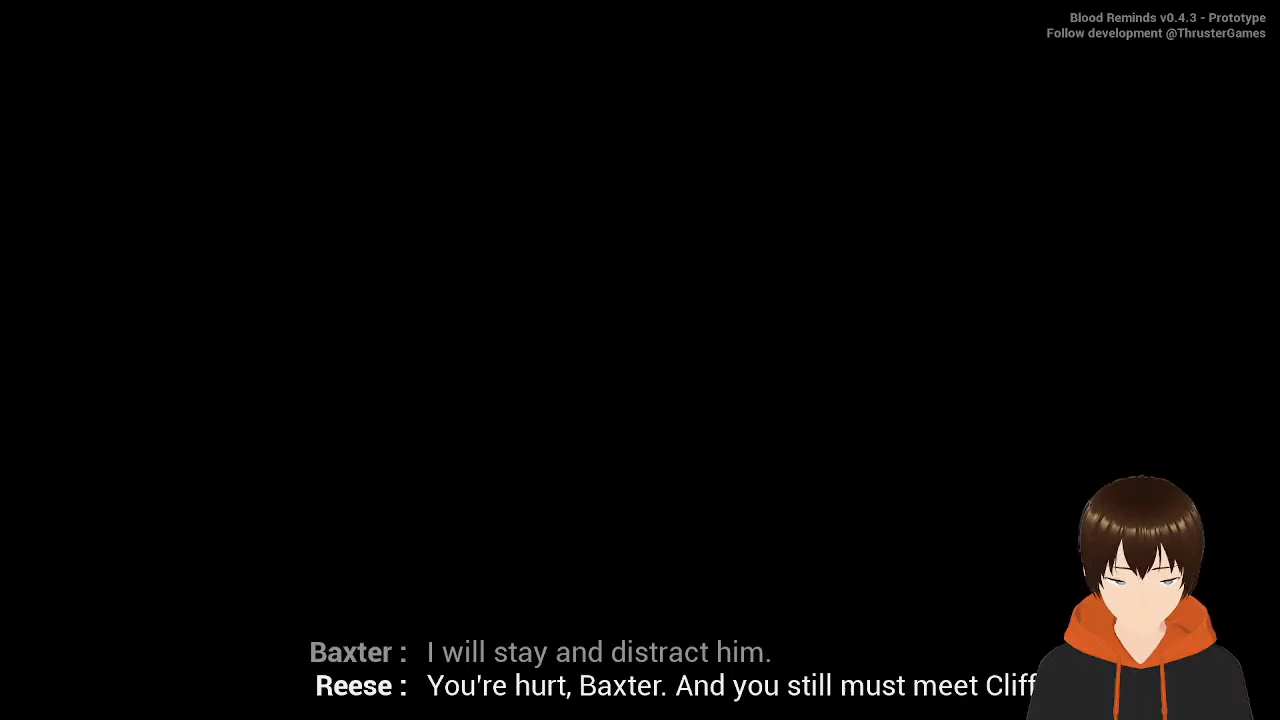 Blood Reminds v0.4.3 - Prototype
Follow development @ThrusterGames
Baxter : I will stay and distract him.
Reese : You're hurt, Baxter. And you still must meet Cliff